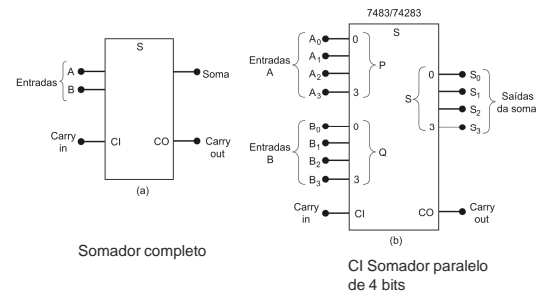 S
A
B
Entradas
Soma
Carry
in
CI
CO
Carry
out
(a)
Somador completo
7483/74283
S
Entradas
A
A0
A1
A2
A3
0
3
P
Entradas
B
B0
B1
B2
B3
0
3
Q
S
0
3
S0
S1
S2
S3
Saídas
da soma
Carry
in
CI
CO
Carry
out
(b)
CI Somador paralelo
de 4 bits